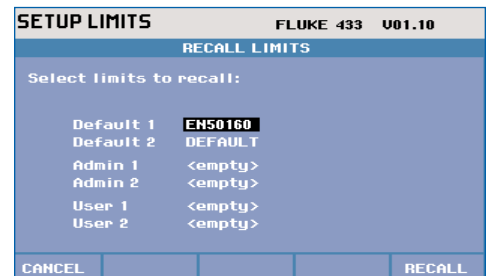 SETUP LIMITS FLUKE 433 V01.10
RECALL LIMITS
Select limits to recall:
Default 1 EN50160
Default 2 DEFAULT
Admin 1 <empty>
Admin 2 <empty>
User 1 <empty>
User 2 <empty>
CANCEL RECALL